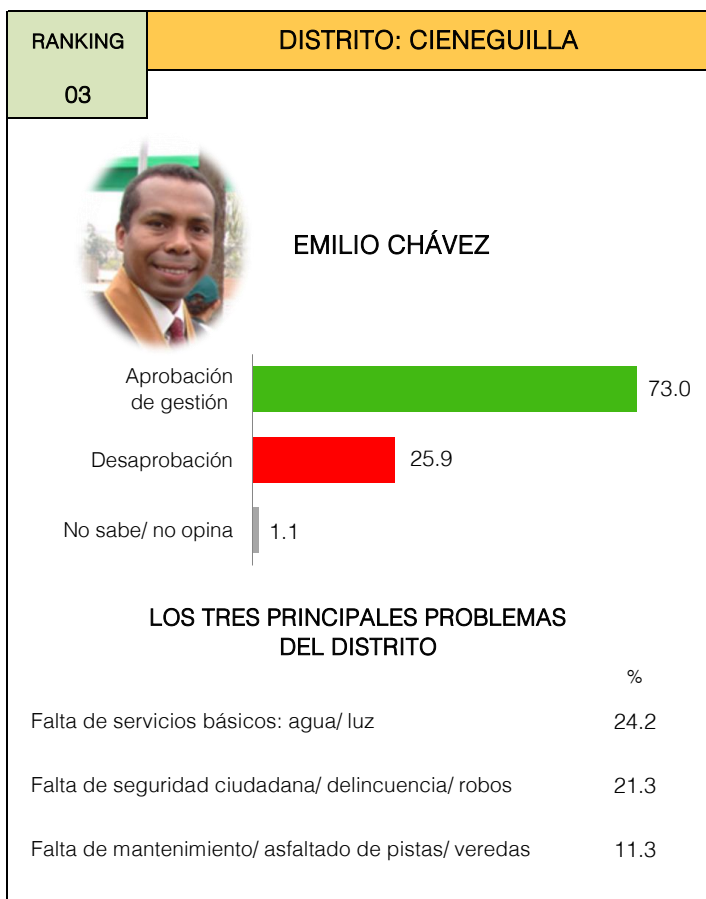 RANKING
03
DISTRITO: CIENEGUILLA
EMILIO CHÁVEZ
Aprobación
de gestión
73.0
Desaprobación
25.9
No sabe/ no opina
1.1
LOS TRES PRINCIPALES PROBLEMAS
DEL DISTRITO
%
Falta de servicios básicos: agua/ luz 24.2
Falta de seguridad ciudadana/ delincuencia/ robos 21.3
Falta de mantenimiento/ asfaltado de pistas/ veredas 11.3